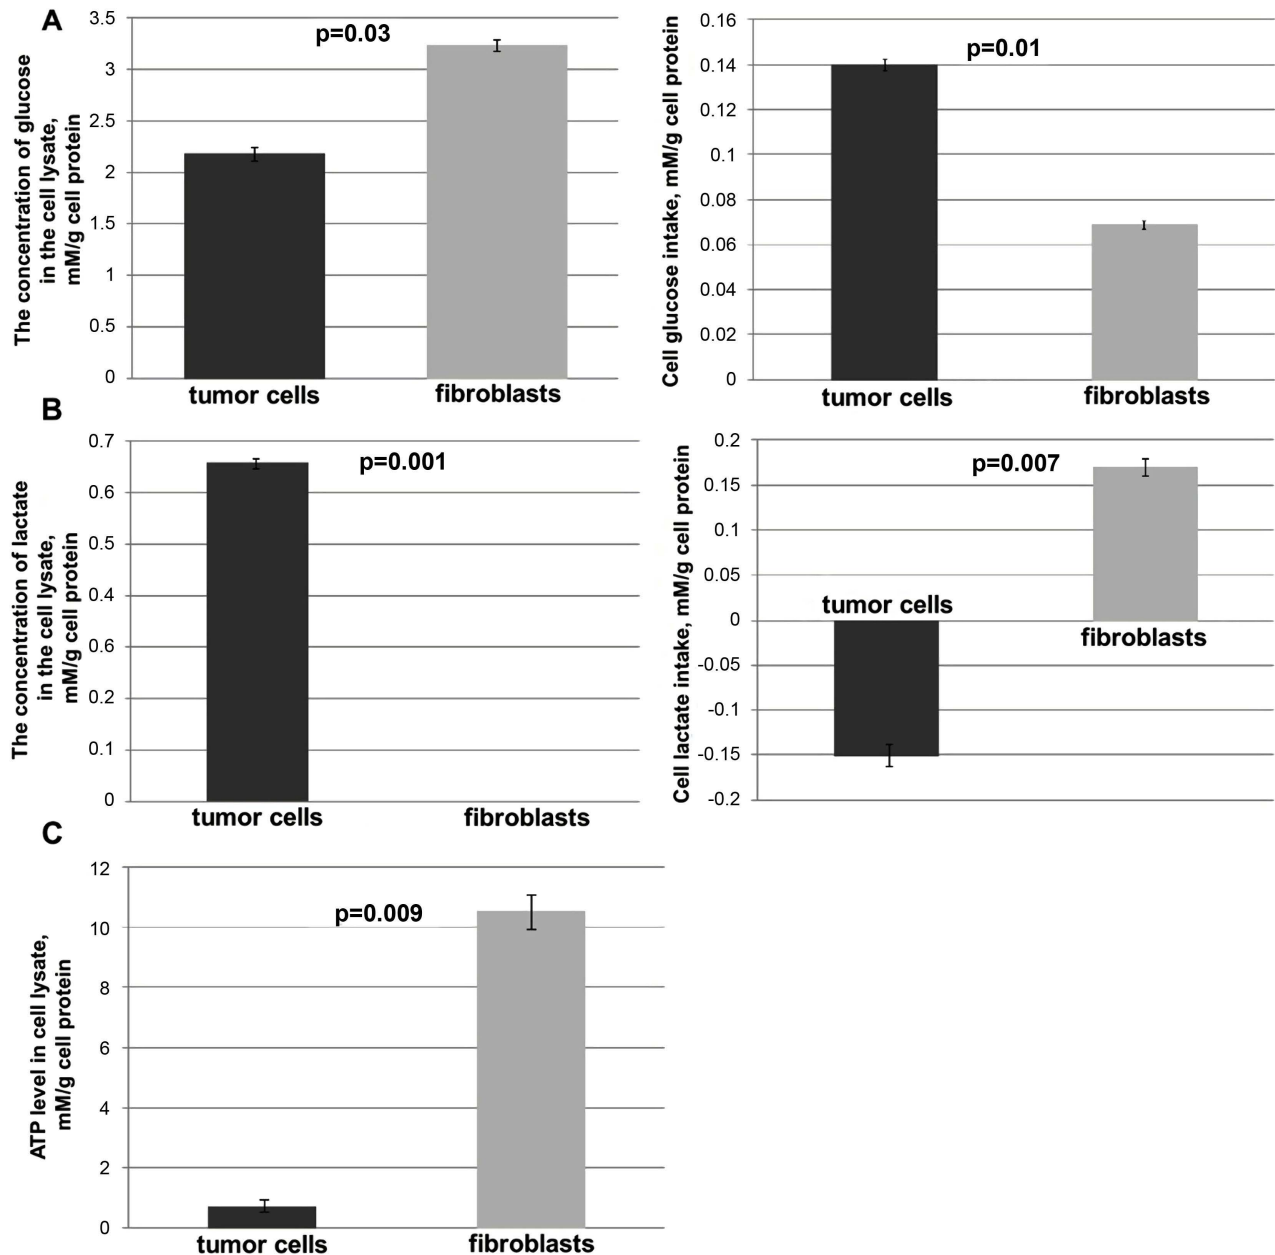 A
The concentration of glucose
in the cell lysate,
mM/g cell protein
3.5
3
2.5
2
1.5
1
0.5
0
p=0.03
tumor cells
fibroblasts
Cell glucose intake, mM/g cell protein
0.16
0.14
0.12
0.1
0.08
0.06
0.04
0.02
0
p=0.01
tumor cells
fibroblasts
B
The concentration of lactate
in the cell lysate,
mM/g cell protein
0.7
0.6
0.5
0.4
0.6
0.2
0.1
0
p=0.001
tumor cells
fibroblasts
Cell lactate intake, mM/g cell protein
0.2
0.15
0.1
0.05
0
-0.05
-0.1
-0.15
-0.2
p=0.007
tumor cells
fibroblasts
C
ATP level in cell lysate,
mM/g cell protein
12
10
8
6
4
2
0
p=0.009
tumor cells
fibroblasts